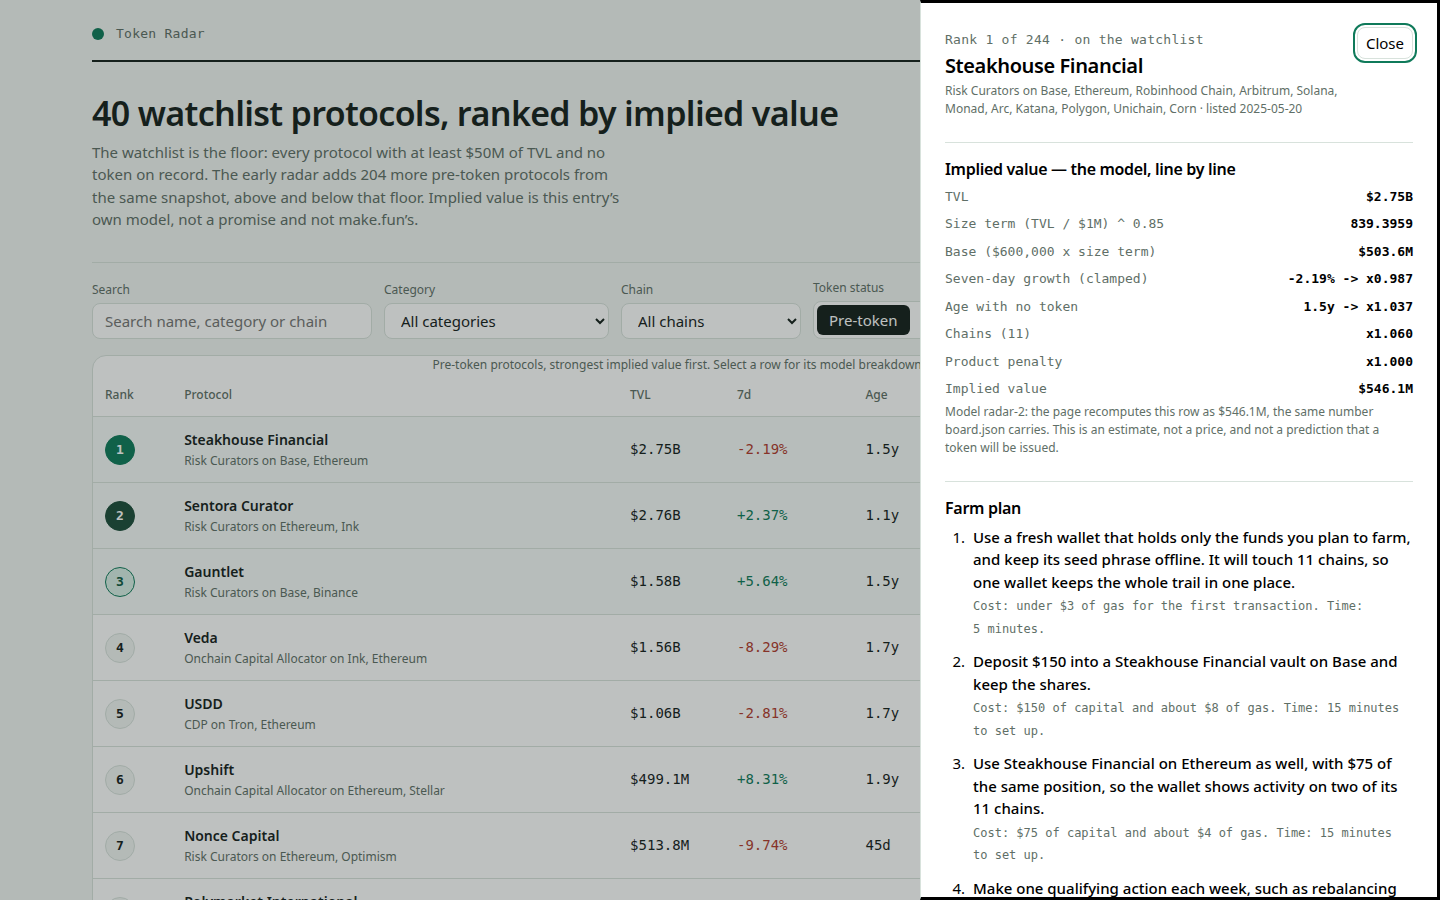 Token Radar
40 watchlist protocols, ranked by implied value
The watchlist is the floor: every protocol with at least $50M of TVL and no
token on record. The early radar adds 204 more pre-token protocols from
the same snapshot, above and below that floor. Implied value is this entry's
own model, not a promise and not make.fun's.
Search
Category
Chain
Token status
Search name, category or chain
All categories
All chains
Pre-token
Pre-token protocols, strongest implied value first. Select a row for its model breakdown
Rank Protocol TVL 7d Age
1 Steakhouse Financial $2.75B -2.19% 1.5y
Risk Curators on Base, Ethereum
2 Sentora Curator $2.76B +2.37% 1.1y
Risk Curators on Ethereum, Ink
3 Gauntlet $1.58B +5.64% 1.5y
Risk Curators on Base, Binance
4 Veda $1.56B -8.29% 1.7y
Onchain Capital Allocator on Ink, Ethereum
5 USDD $1.06B -2.81% 1.7y
CDP on Tron, Ethereum
6 Upshift $499.1M +8.31% 1.9y
Onchain Capital Allocator on Ethereum, Stellar
7 Nonce Capital $513.8M -9.74% 45d
Risk Curators on Ethereum, Optimism
Polymarket International
Rank 1 of 244 · on the watchlist
Close
Steakhouse Financial
Risk Curators on Base, Ethereum, Robinhood Chain, Arbitrum, Solana,
Monad, Arc, Katana, Polygon, Unichain, Corn · listed 2025-05-20
Implied value — the model, line by line
TVL $2.75B
Size term (TVL / $1M) ^ 0.85 839.3959
Base ($600,000 x size term) $503.6M
Seven-day growth (clamped) -2.19% -> x0.987
Age with no token 1.5y -> x1.037
Chains (11) x1.060
Product penalty x1.000
Implied value $546.1M
Model radar-2: the page recomputes this row as $546.1M, the same number
board.json carries. This is an estimate, not a price, and not a prediction that a
token will be issued.
Farm plan
1. Use a fresh wallet that holds only the funds you plan to farm,
and keep its seed phrase offline. It will touch 11 chains, so
one wallet keeps the whole trail in one place.
Cost: under $3 of gas for the first transaction. Time:
5 minutes.
2. Deposit $150 into a Steakhouse Financial vault on Base and
keep the shares.
Cost: $150 of capital and about $8 of gas. Time: 15 minutes
to set up.
3. Use Steakhouse Financial on Ethereum as well, with $75 of
the same position, so the wallet shows activity on two of its
11 chains.
Cost: $75 of capital and about $4 of gas. Time: 15 minutes
to set up.
4. Make one qualifying action each week, such as rebalancing